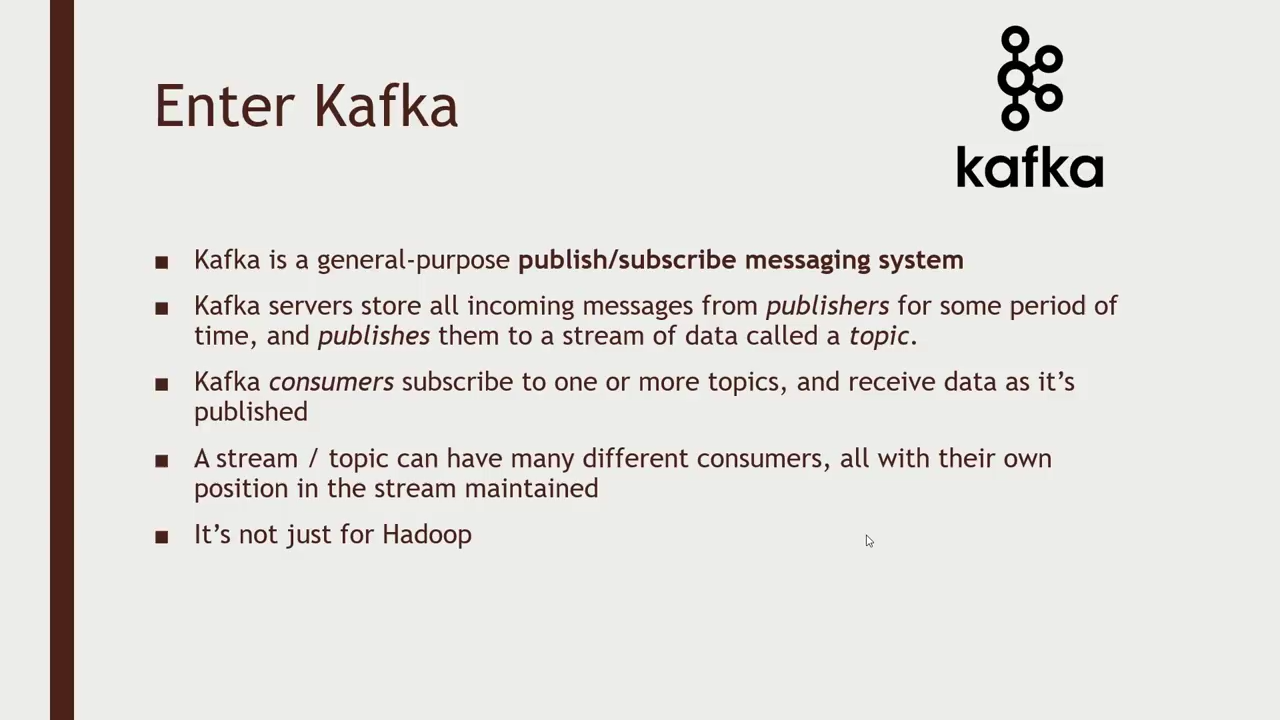 Enter Kafka
kafka
■ Kafka is a general-purpose publish/subscribe messaging system
■ Kafka servers store all incoming messages from publishers for some period of
time, and publishes them to a stream of data called a topic.
■ Kafka consumers subscribe to one or more topics, and receive data as it’s
published
■ A stream / topic can have many different consumers, all with their own
position in the stream maintained
■ It’s not just for Hadoop